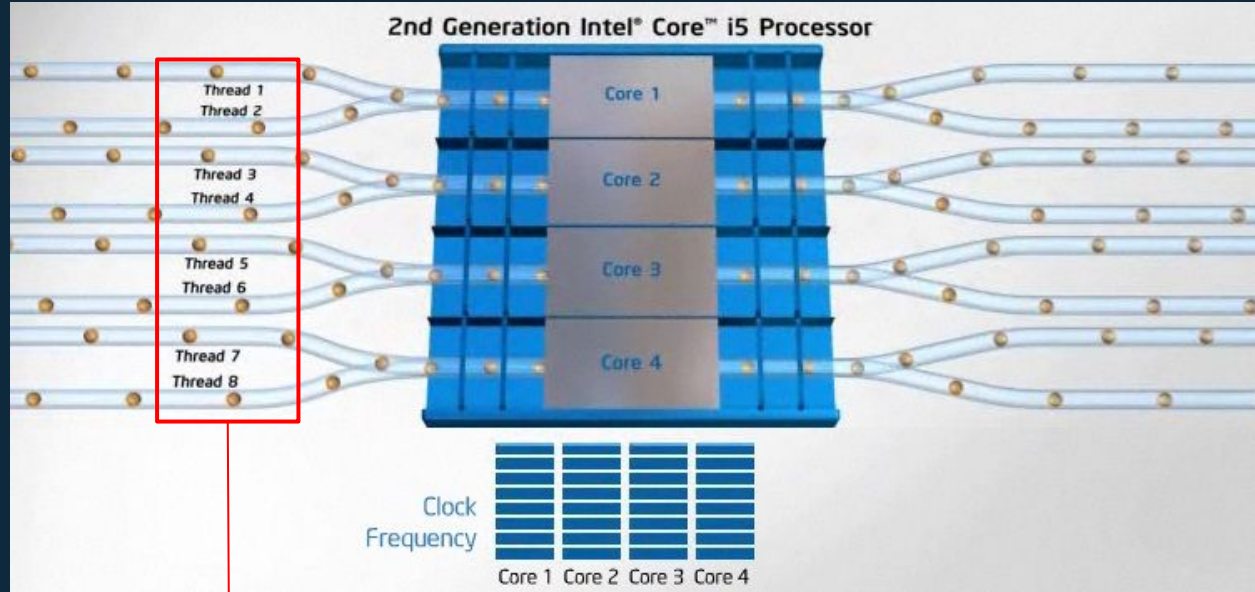 2nd Generation Intel® Core™ i5 Processor
Thread 1
Thread 2
Thread 3
Thread 4
Thread 5
Thread 6
Thread 7
Thread 8
Core 1
Core 2
Core 3
Core 4
Clock
Frequency
Core 1 Core 2 Core 3 Core 4